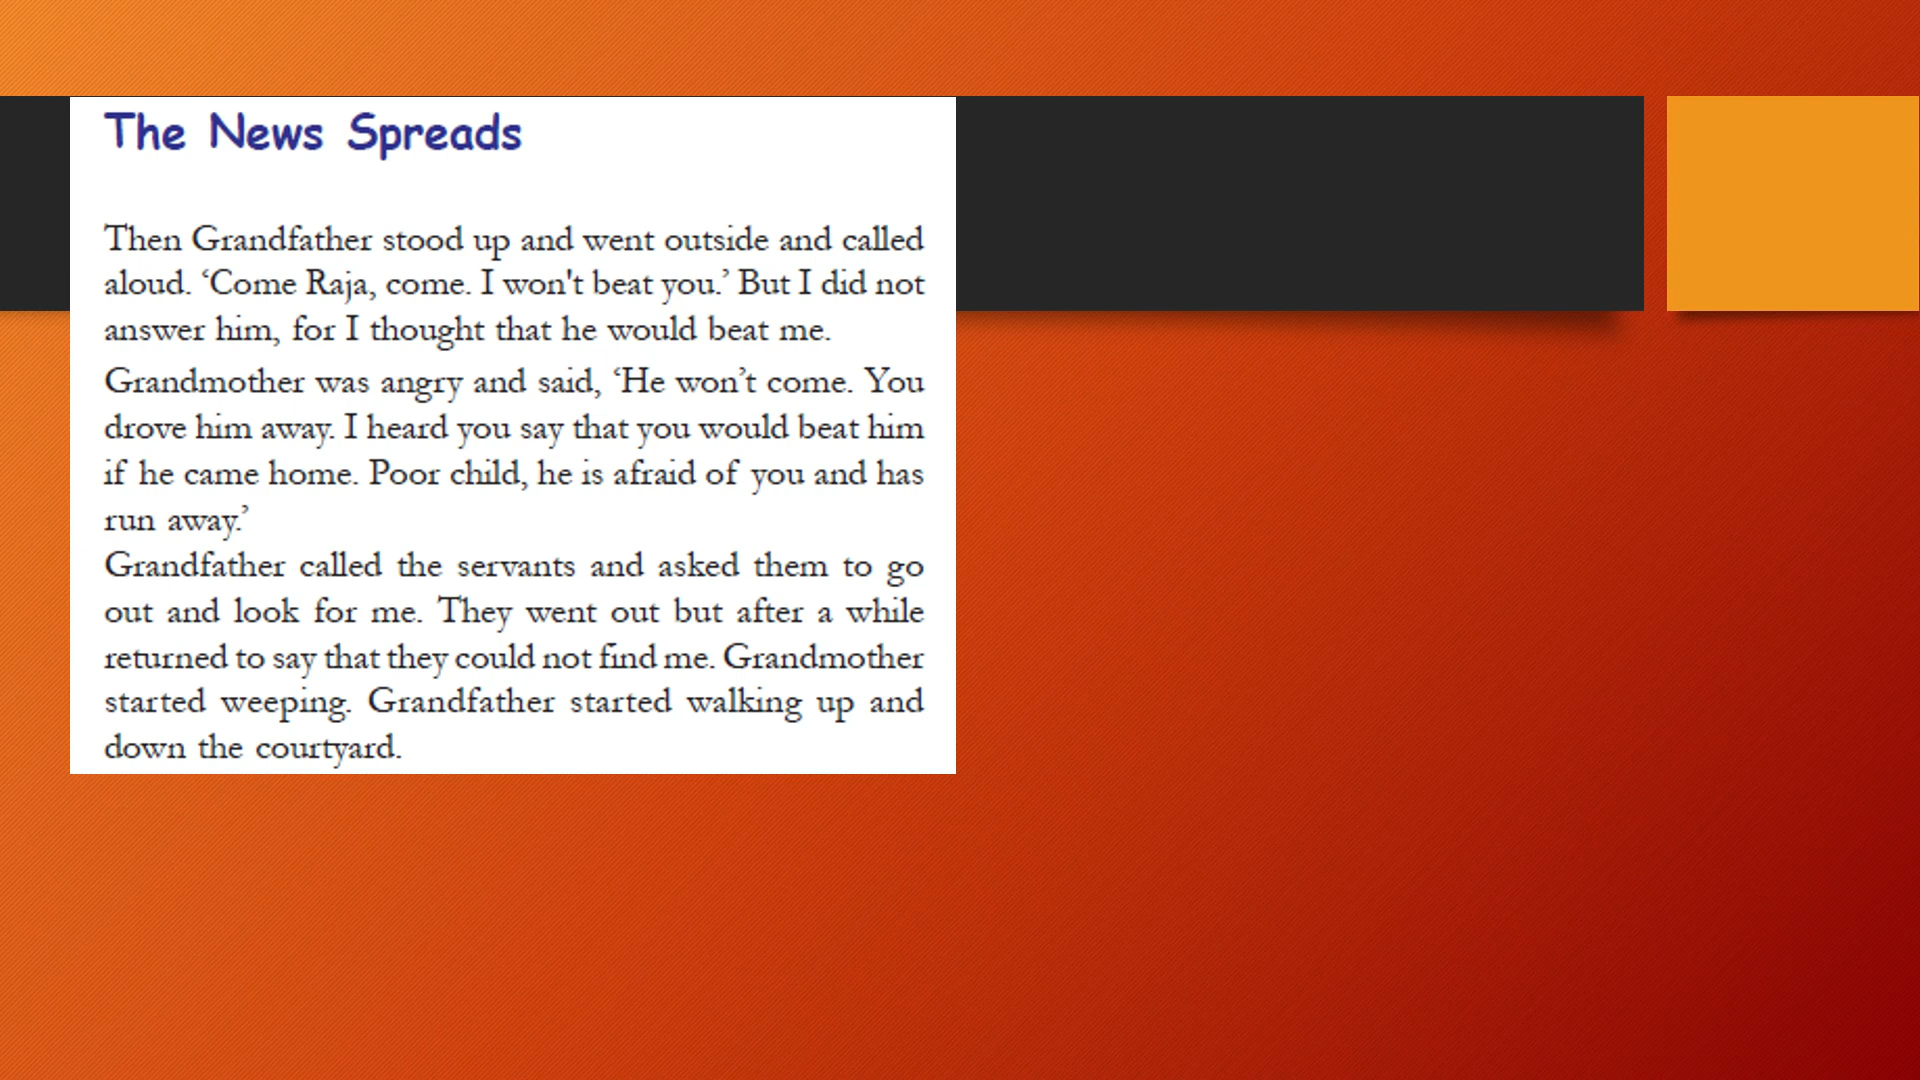 The News Spreads
Then Grandfather stood up and went outside and called
aloud. ‘Come Raja, come. I won't beat you.’ But I did not
answer him, for I thought that he would beat me.
Grandmother was angry and said, ‘He won’t come. You
drove him away. I heard you say that you would beat him
if he came home. Poor child, he is afraid of you and has
run away.’
Grandfather called the servants and asked them to go
out and look for me. They went out but after a while
returned to say that they could not find me. Grandmother
started weeping. Grandfather started walking up and
down the courtyard.